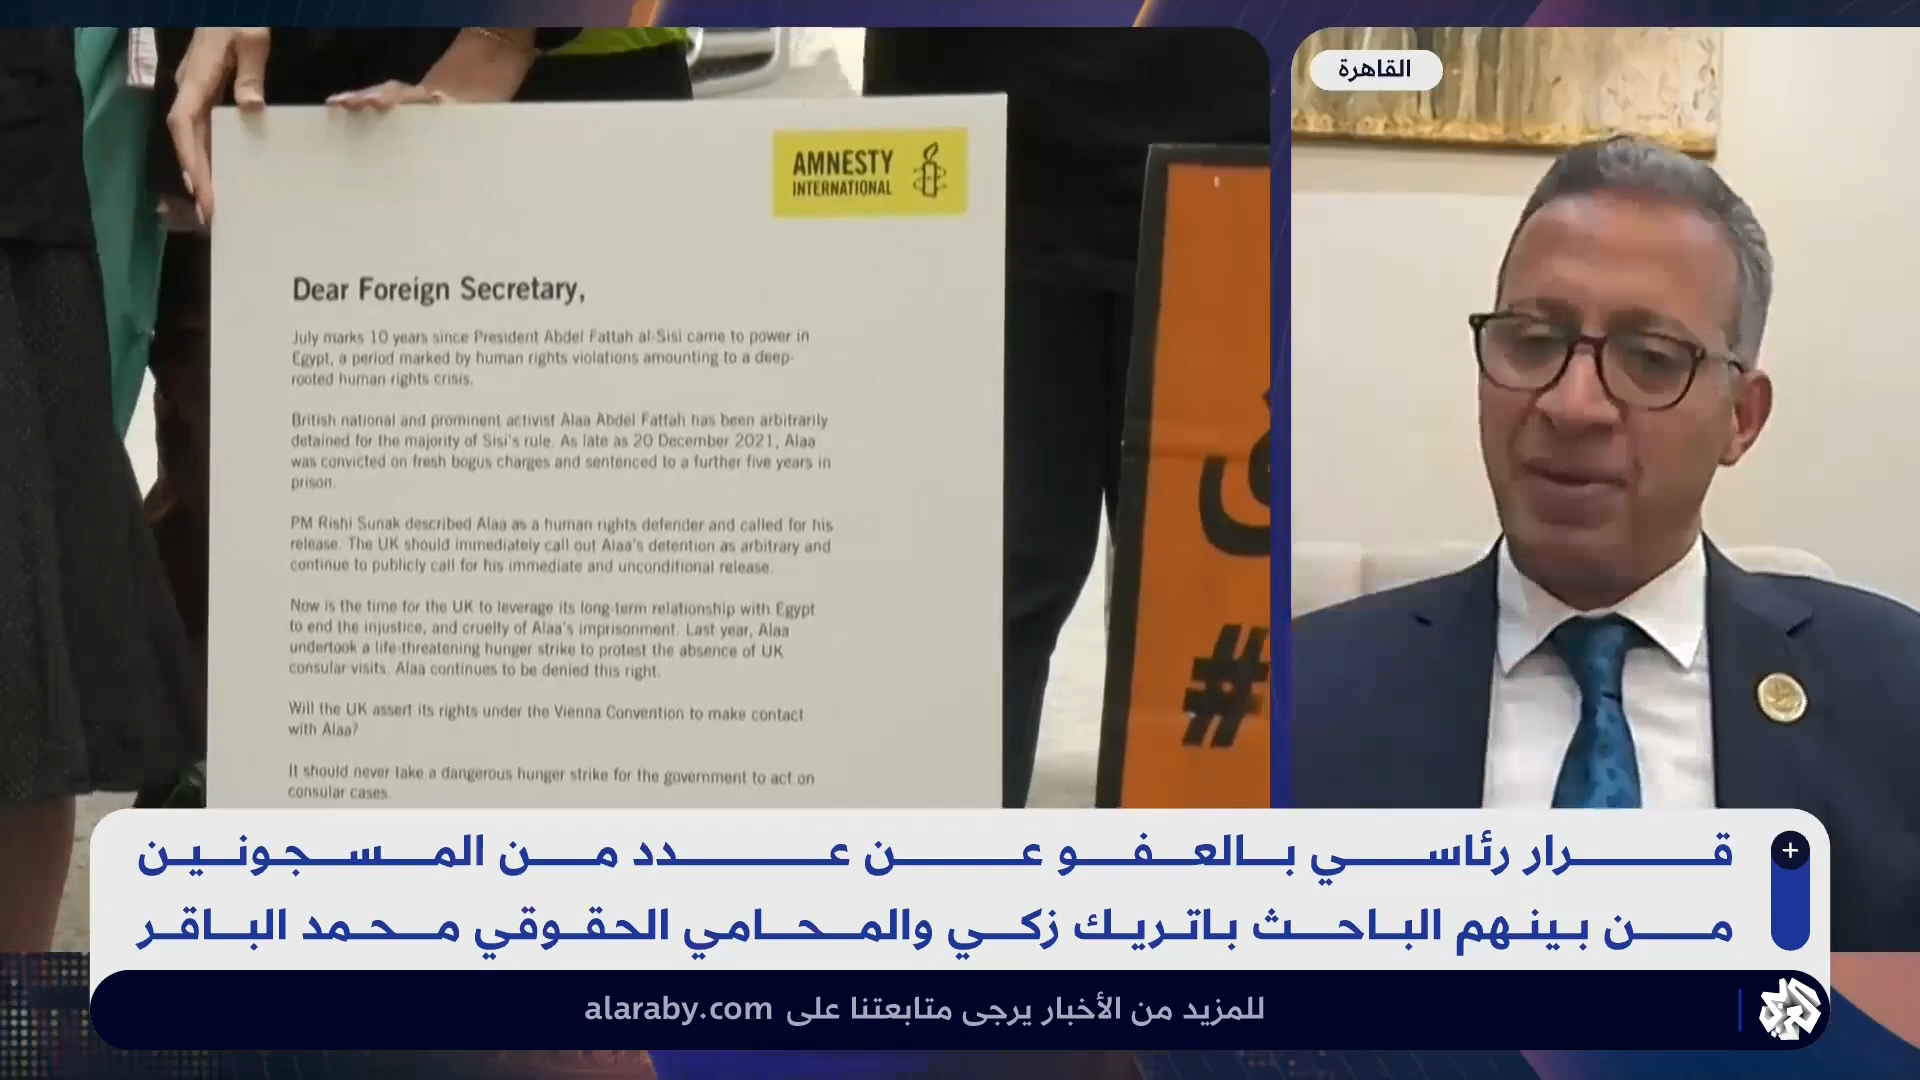 القاهرة
AMNESTY
INTERNATIONAL
Dear Foreign Secretary,
July marks 10 years since President Abdel Fattah al-Sisi came to power in
Egypt, a period marked by human rights violations amounting to a deep-
rooted human rights crisis.
British national and prominent activist Alaa Abdel Fattah has been arbitrarily
detained for the majority of Sisi's rule. As late as 20 December 2021, Alaa
was convicted on fresh bogus charges and sentenced to a further five years in
prison.
PM Rishi Sunak described Alaa as a human rights defender and called for his
release. The UK should immediately call out Alaa's detention as arbitrary and
continue to publicly call for his immediate and unconditional release.
Now is the time for the UK to leverage its long-term relationship with Egypt
to end the injustice, and cruelty of Alaa's imprisonment. Last year, Alaa
undertook a life-threatening hunger strike to protest the absence of UK
consular visits. Alaa continues to be denied this right.
Will the UK assert its rights under the Vienna Convention to make contact
with Alaa?
It should never take a dangerous hunger strike for the government to act on
consular cases.
#
قرار رئاسي بالعفو عن عدد من المسجونين
من بينهم الباحث باتريك زكي والمحامي الحقوقي محمد الباقر
للمزيد من الأخبار يرجى متابعتنا على alaraby.com